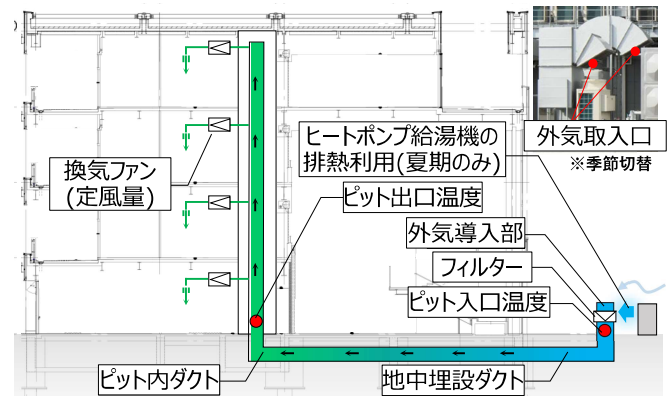 外気取入口
※季節切替
ヒートポンプ給湯機の
排熱利用(夏期のみ)
換気ファン
(定風量)
ピット出口温度
外気導入部
フィルター
ピット入口温度
ピット内ダクト
地中埋設ダクト